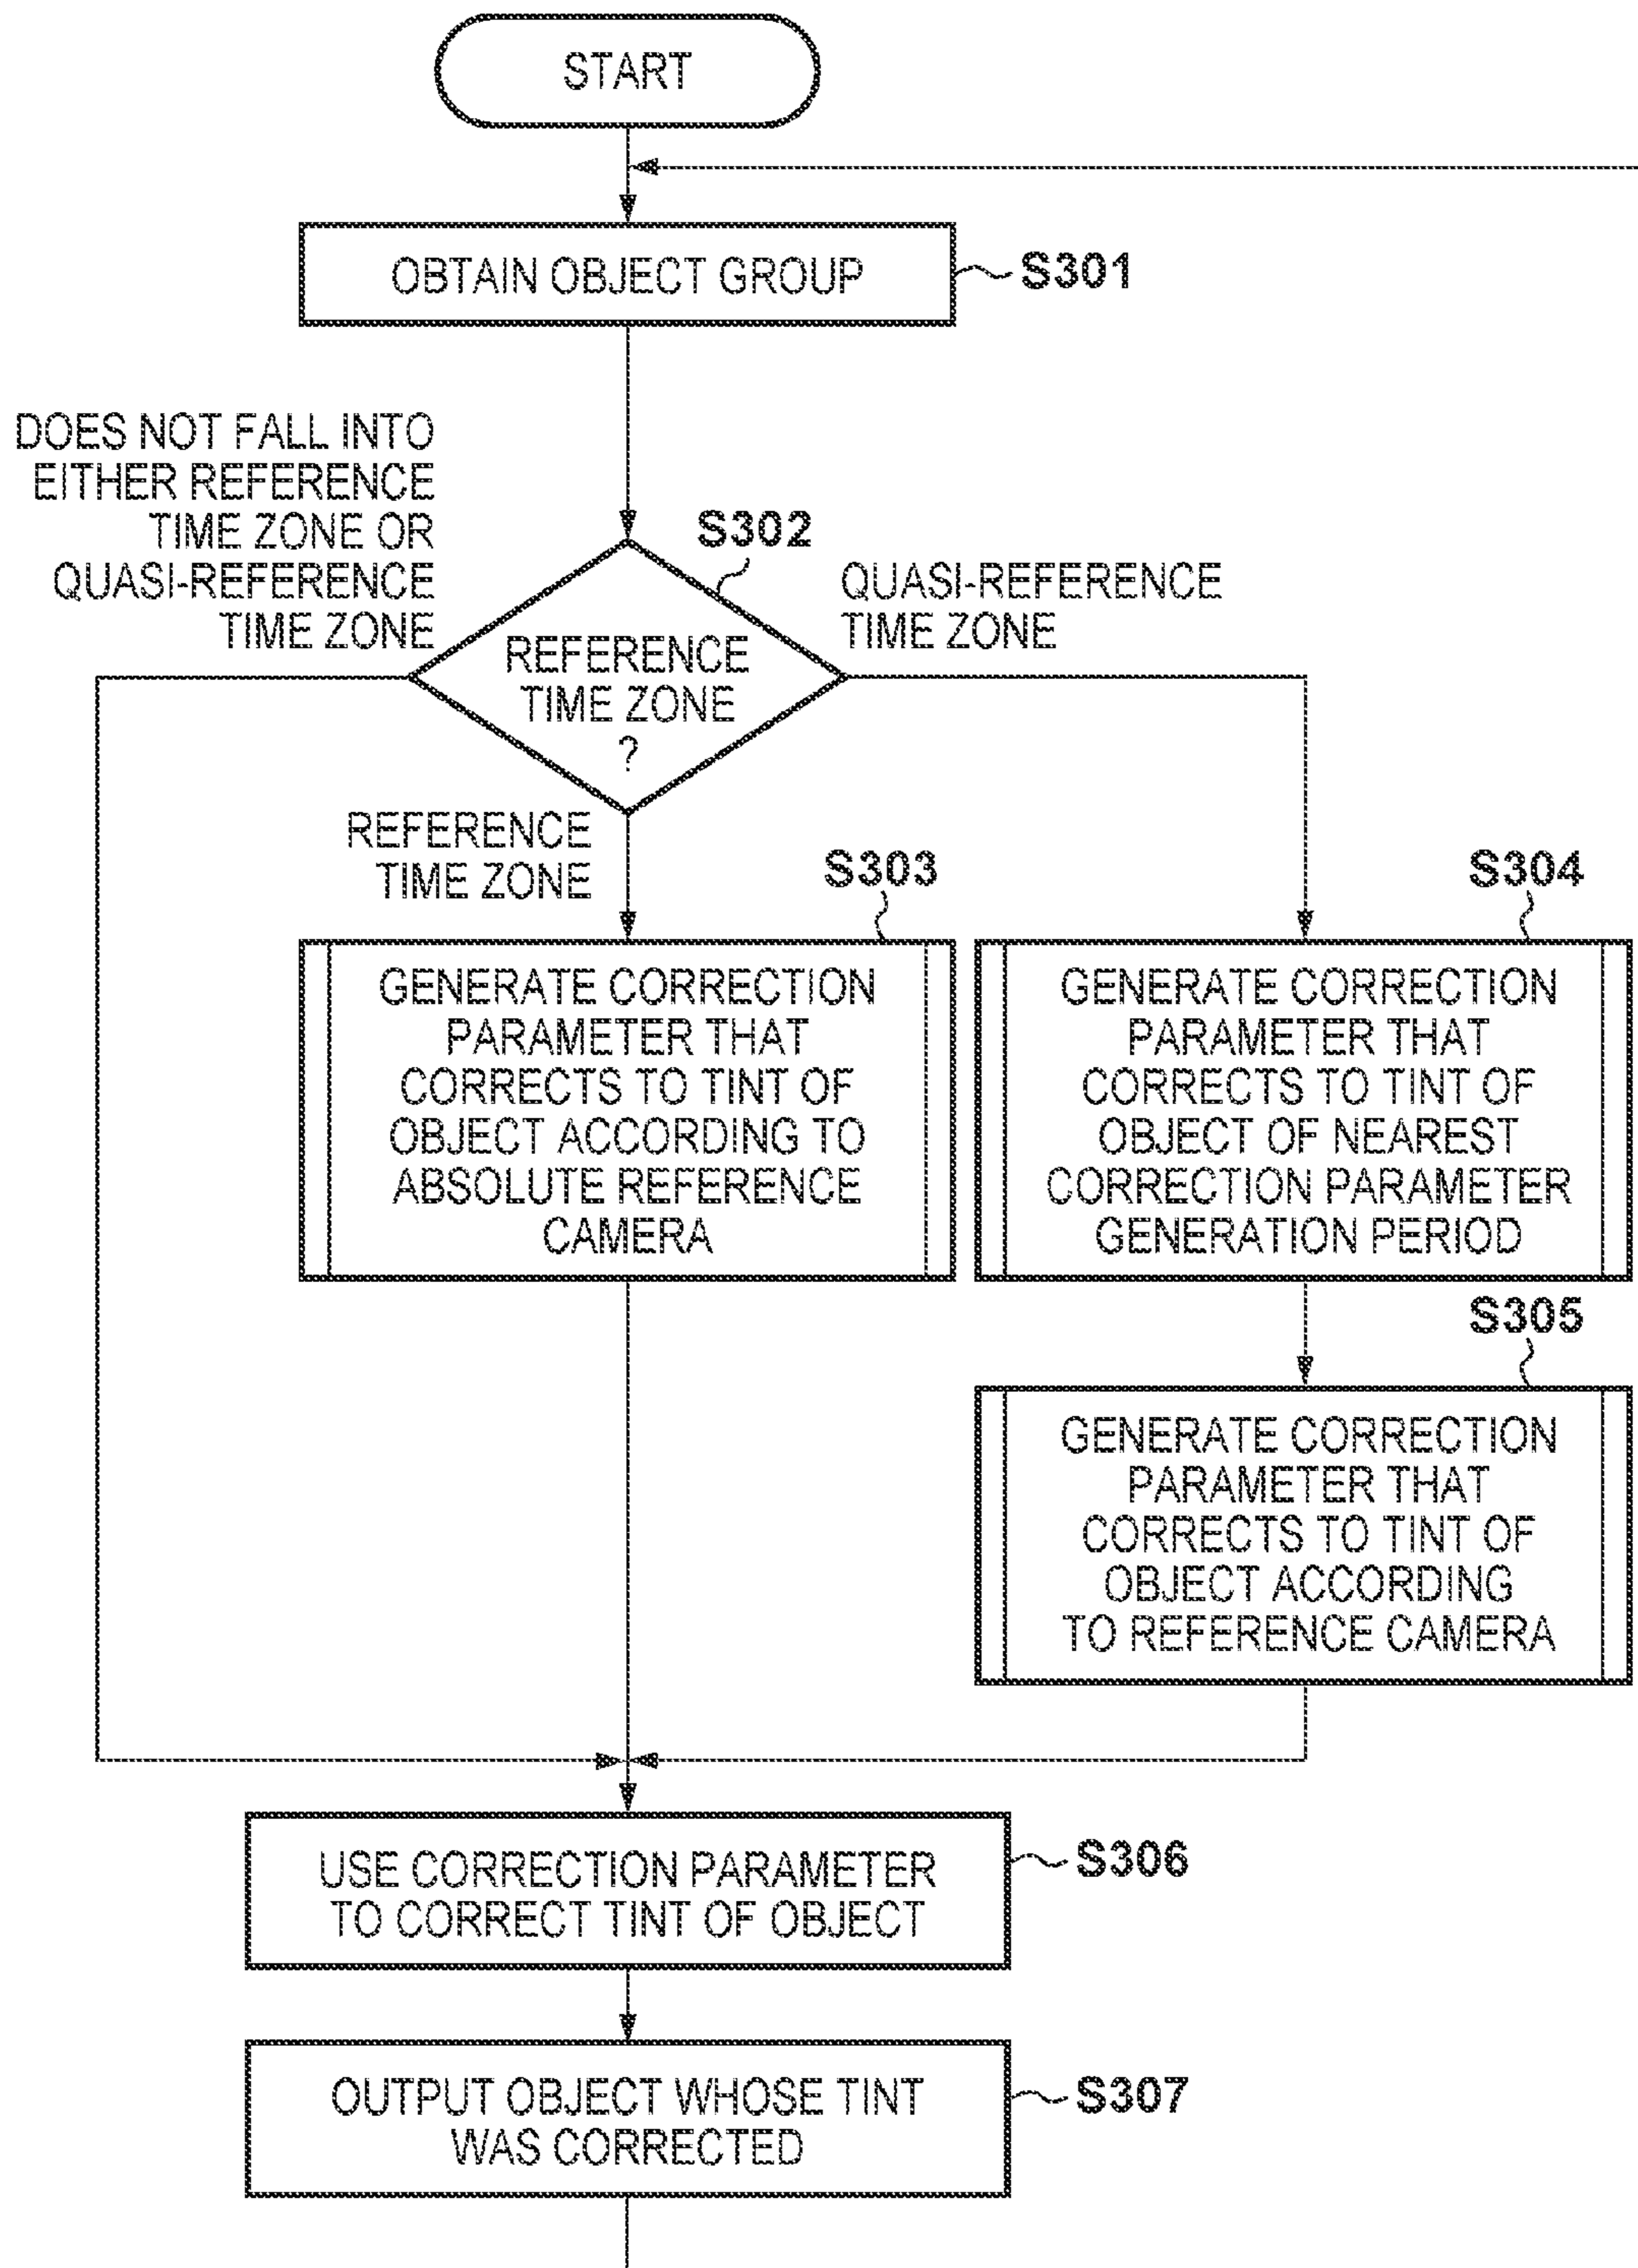 START
OBTAIN OBJECT GROUP
S301
DOES NOT FALL INTO
EITHER REFERENCE
TIME ZONE OR
QUASI-REFERENCE
TIME ZONE
S302
QUASI-REFERENCE
TIME ZONE
REFERENCE
TIME ZONE
?
REFERENCE
TIME ZONE
S303
GENERATE CORRECTION
PARAMETER THAT
CORRECTS TO TINT OF
OBJECT ACCORDING TO
ABSOLUTE REFERENCE
CAMERA
S304
GENERATE CORRECTION
PARAMETER THAT
CORRECTS TO TINT OF
OBJECT OF NEAREST
CORRECTION PARAMETER
GENERATION PERIOD
S305
GENERATE CORRECTION
PARAMETER THAT
CORRECTS TO TINT OF
OBJECT ACCORDING
TO REFERENCE CAMERA
USE CORRECTION PARAMETER
TO CORRECT TINT OF OBJECT
S306
OUTPUT OBJECT WHOSE TINT
WAS CORRECTED
S307